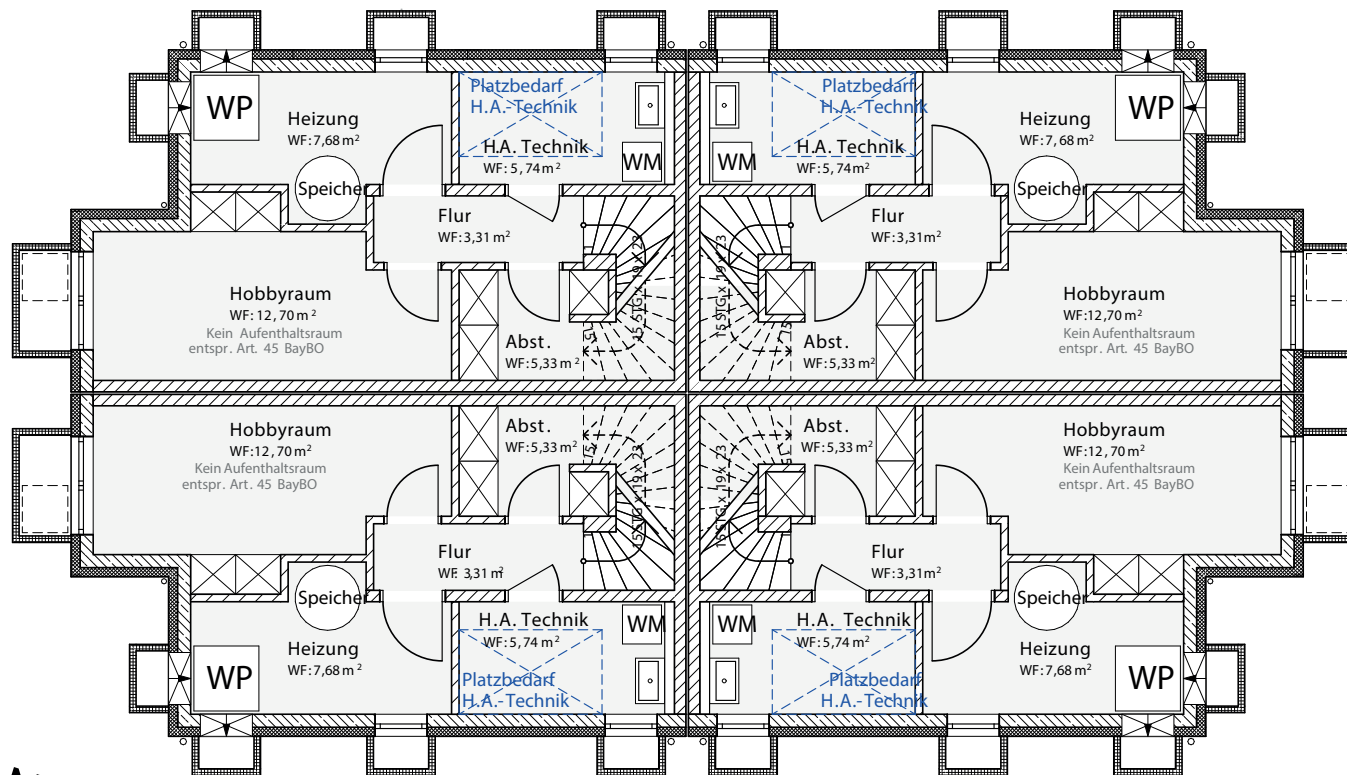 WP
Heizung
WF:7,68 m²
Speicher
Platzbedarf
H.A.-Technik
H.A. Technik
WF: 5,74 m²
WM
Flur
WF:3,31 m²
Hobbyraum
WF: 12,70 m²
Kein Aufenthaltsraum
entspr. Art. 45 BayBO
Abst.
WF:5,33 m²
15 STG x 19 x 23
15
Platzbedarf
H.A.-Technik
WM
H.A. Technik
WF:5,74 m²
Heizung
WF:7,68 m²
WP
Speicher
Flur
WF:3,31 m²
15 STG x 19 x 23
15
Abst.
WF:5,33 m²
Hobbyraum
WF:12,70 m²
Kein Aufenthaltsraum
entspr. Art. 45 BayBO
Hobbyraum
WF:12,70 m²
Kein Aufenthaltsraum
entspr. Art. 45 BayBO
Abst.
WF:5,33 m²
15
15STG x 19 x 23
Flur
WF: 3,31 m²
Speicher
Heizung
WF:7,68 m²
WP
H.A. Technik
WF:5,74 m²
WM
Platzbedarf
H.A.-Technik
Abst.
WF:5,33 m²
15
15STG x 19 x 23
Hobbyraum
WF:12,70 m²
Kein Aufenthaltsraum
entspr. Art. 45 BayBO
Flur
WF:3,31 m²
WM
H.A. Technik
WF:5,74 m²
Platzbedarf
H.A.-Technik
Speicher
Heizung
WF:7,68 m²
WP